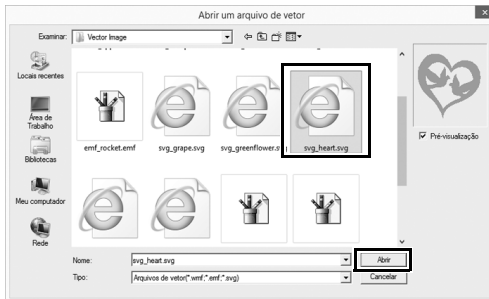 Abrir um arquivo de vetor
Examinar: Vector Image
Locais recentes
Área de
Trabalho
Bibliotecas
Meu computador
Rede
emf_rocket.emf svg_grape.svg svg_greenflower.s svg_heart.svg
Pré-visualização
Nome: svg_heart.svg Abrir
Tipo: Arquivos de vetor(*.wmf;*.emf;*.svg) Cancelar